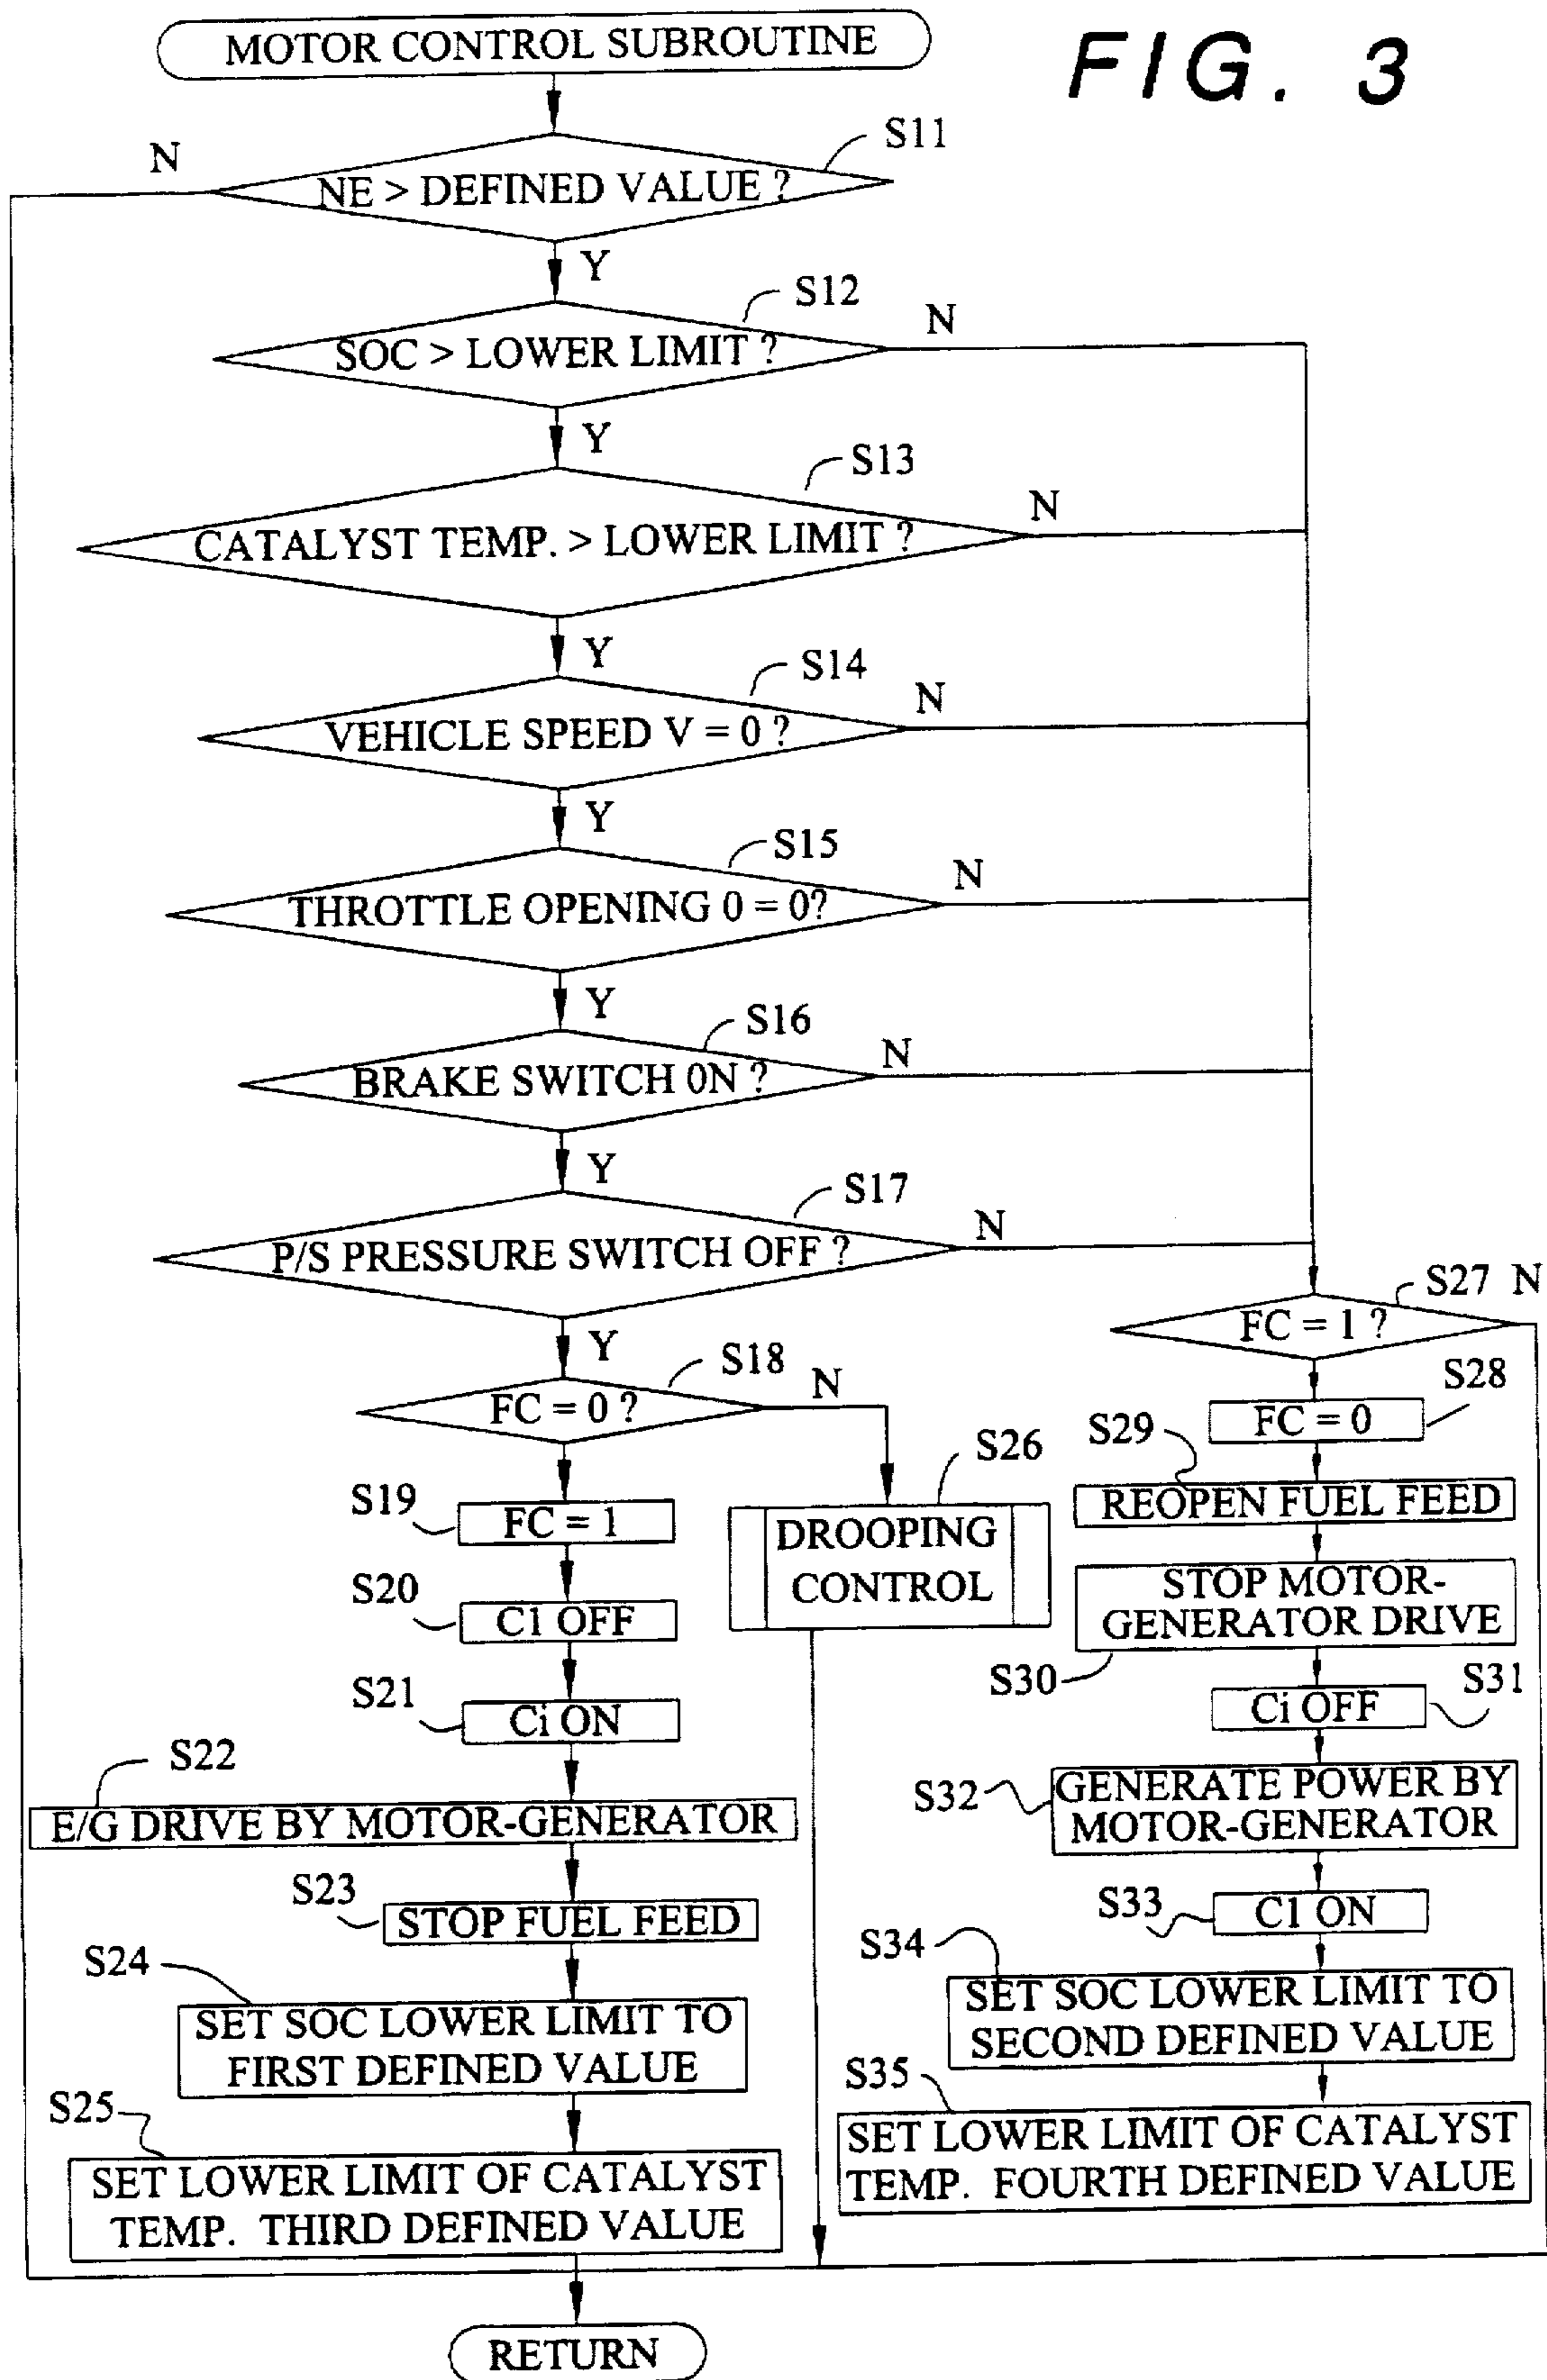 MOTOR CONTROL SUBROUTINE
FIG. 3
S11
N
NE > DEFINED VALUE ?
Y
S12
N
SOC > LOWER LIMIT ?
Y
S13
N
CATALYST TEMP. > LOWER LIMIT ?
Y
S14
N
VEHICLE SPEED V = 0 ?
Y
S15
N
THROTTLE OPENING 0 = 0?
Y
S16
N
BRAKE SWITCH 0N ?
Y
S17
N
P/S PRESSURE SWITCH OFF ?
Y
S18
N
FC = 0 ?
S19
FC = 1
S20
C1 OFF
S21
Ci ON
S22
E/G DRIVE BY MOTOR-GENERATOR
S23
STOP FUEL FEED
S24
SET SOC LOWER LIMIT TO
FIRST DEFINED VALUE
S25
SET LOWER LIMIT OF CATALYST
TEMP. THIRD DEFINED VALUE
S26
DROOPING
CONTROL
S27
N
FC = 1 ?
S28
FC = 0
S29
REOPEN FUEL FEED
STOP MOTOR-
GENERATOR DRIVE
S30
S31
Ci OFF
S32
GENERATE POWER BY
MOTOR-GENERATOR
S33
C1 ON
S34
SET SOC LOWER LIMIT TO
SECOND DEFINED VALUE
S35
SET LOWER LIMIT OF CATALYST
TEMP. FOURTH DEFINED VALUE
RETURN